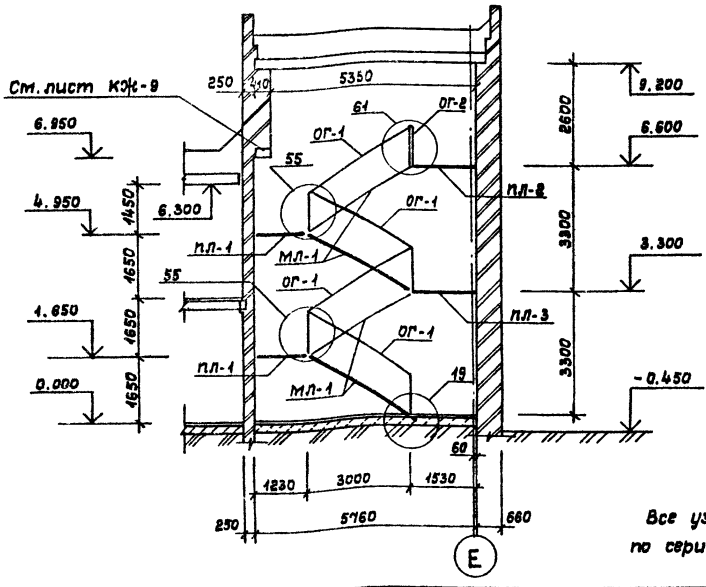 250
410
5350
См. лист КЖ-9
61
ОГ-2
9.200
6.950
ОГ-1
2600
6.600
55
4.950
1450
6.300
ОГ-1
ПЛ-2
ПЛ-1
МЛ-1
3300
3.300
1650
55
ОГ-1
1.650
ОГ-1
ПЛ-3
1650
ПЛ-1
МЛ-1
19
3300
0.000
1650
-0.450
60
1230
3000
1530
250
5760
660
Е
Все уз
по сери